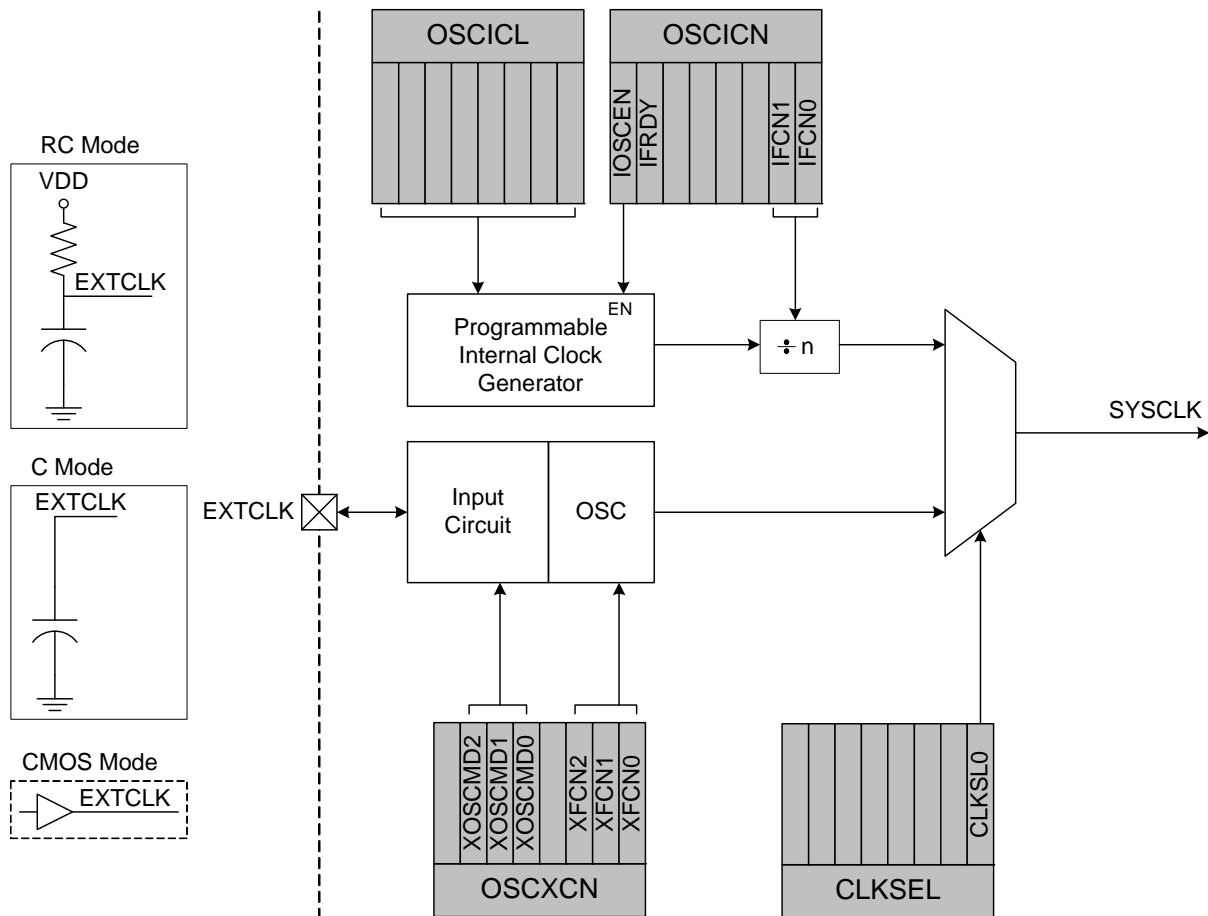 OSCICL
OSCICN
IOSCEN
IFRDY
IFCN1
IFCN0
RC Mode
VDD
EXTCLK
EN
Programmable
Internal Clock
Generator
÷ n
SYSCLK
C Mode
EXTCLK
EXTCLK
Input
Circuit
OSC
CMOS Mode
EXTCLK
XOSCMD2
XOSCMD1
XOSCMD0
XFCN2
XFCN1
XFCN0
OSCXCN
CLKSL0
CLKSEL